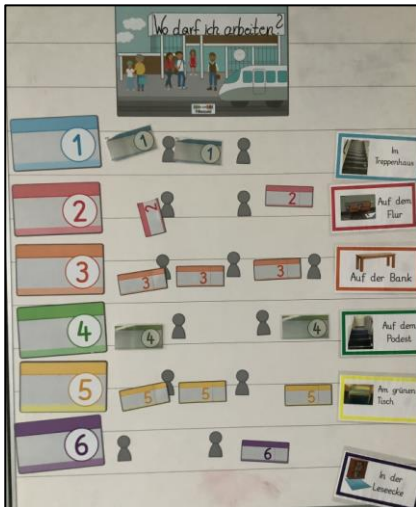 Wo darf ich arbeiten?
1
1
1
Im
Treppenhaus
2
2
2
Auf dem
Flur
3
3
3
3
Auf der Bank
4
4
4
Auf dem
Podest
5
5
5
5
Am grünen
Tisch
6
6
In der
Leseecke